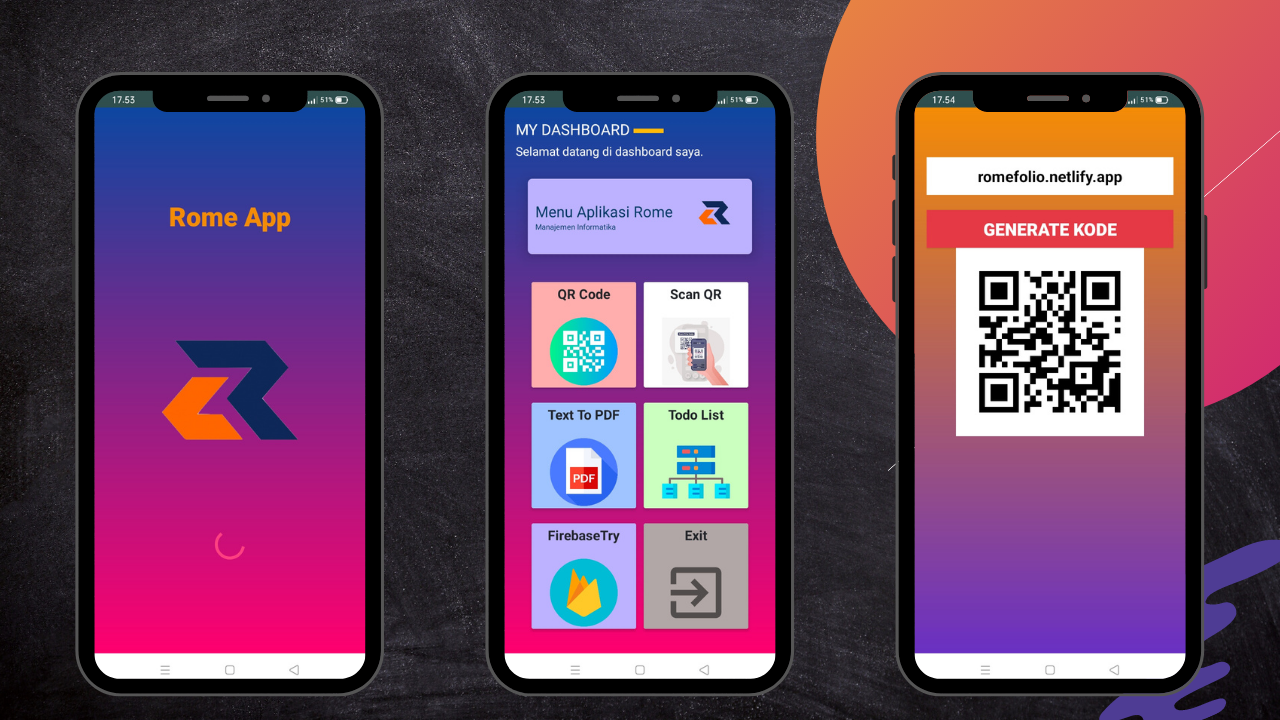 17.53
51%
Rome App
17.53
51%
MY DASHBOARD
Selamat datang di dashboard saya.
Menu Aplikasi Rome
Manajemen Informatika
QR Code
Scan QR
Text To PDF
Todo List
PDF
FirebaseTry
Exit
17.54
51%
romefolio.netlify.app
GENERATE KODE